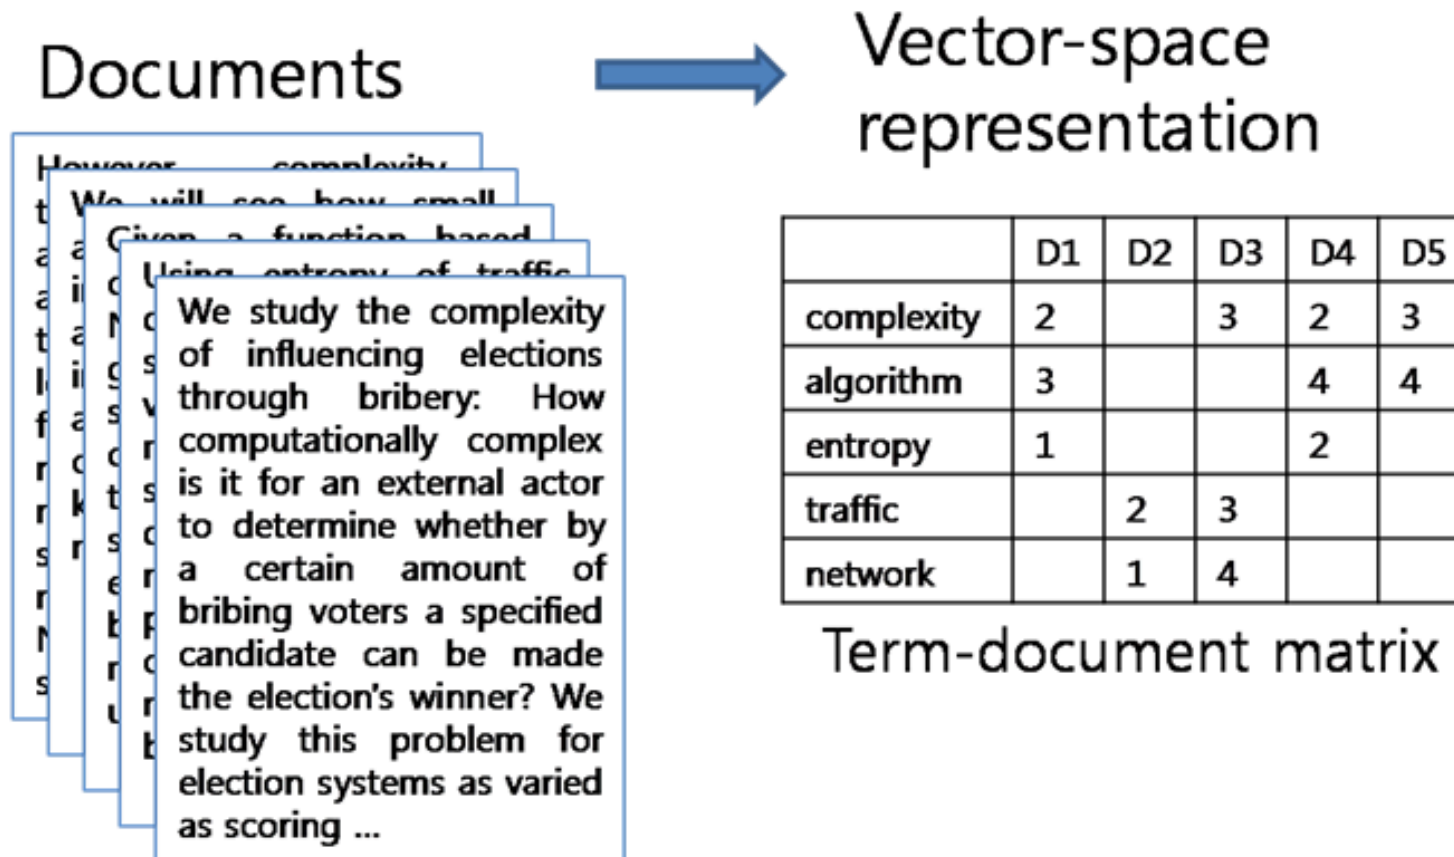 Documents
Vector-space
representation
However complexity
We will see how small
Given a function based
Using entropy of traffic
We study the complexity
of influencing elections
through bribery: How
computationally complex
is it for an external actor
to determine whether by
a certain amount of
bribing voters a specified
candidate can be made
the election's winner? We
study this problem for
election systems as varied
as scoring ...
D1 D2 D3 D4 D5
complexity 2 3 2 3
algorithm 3 4 4
entropy 1 2
traffic 2 3
network 1 4
Term-document matrix